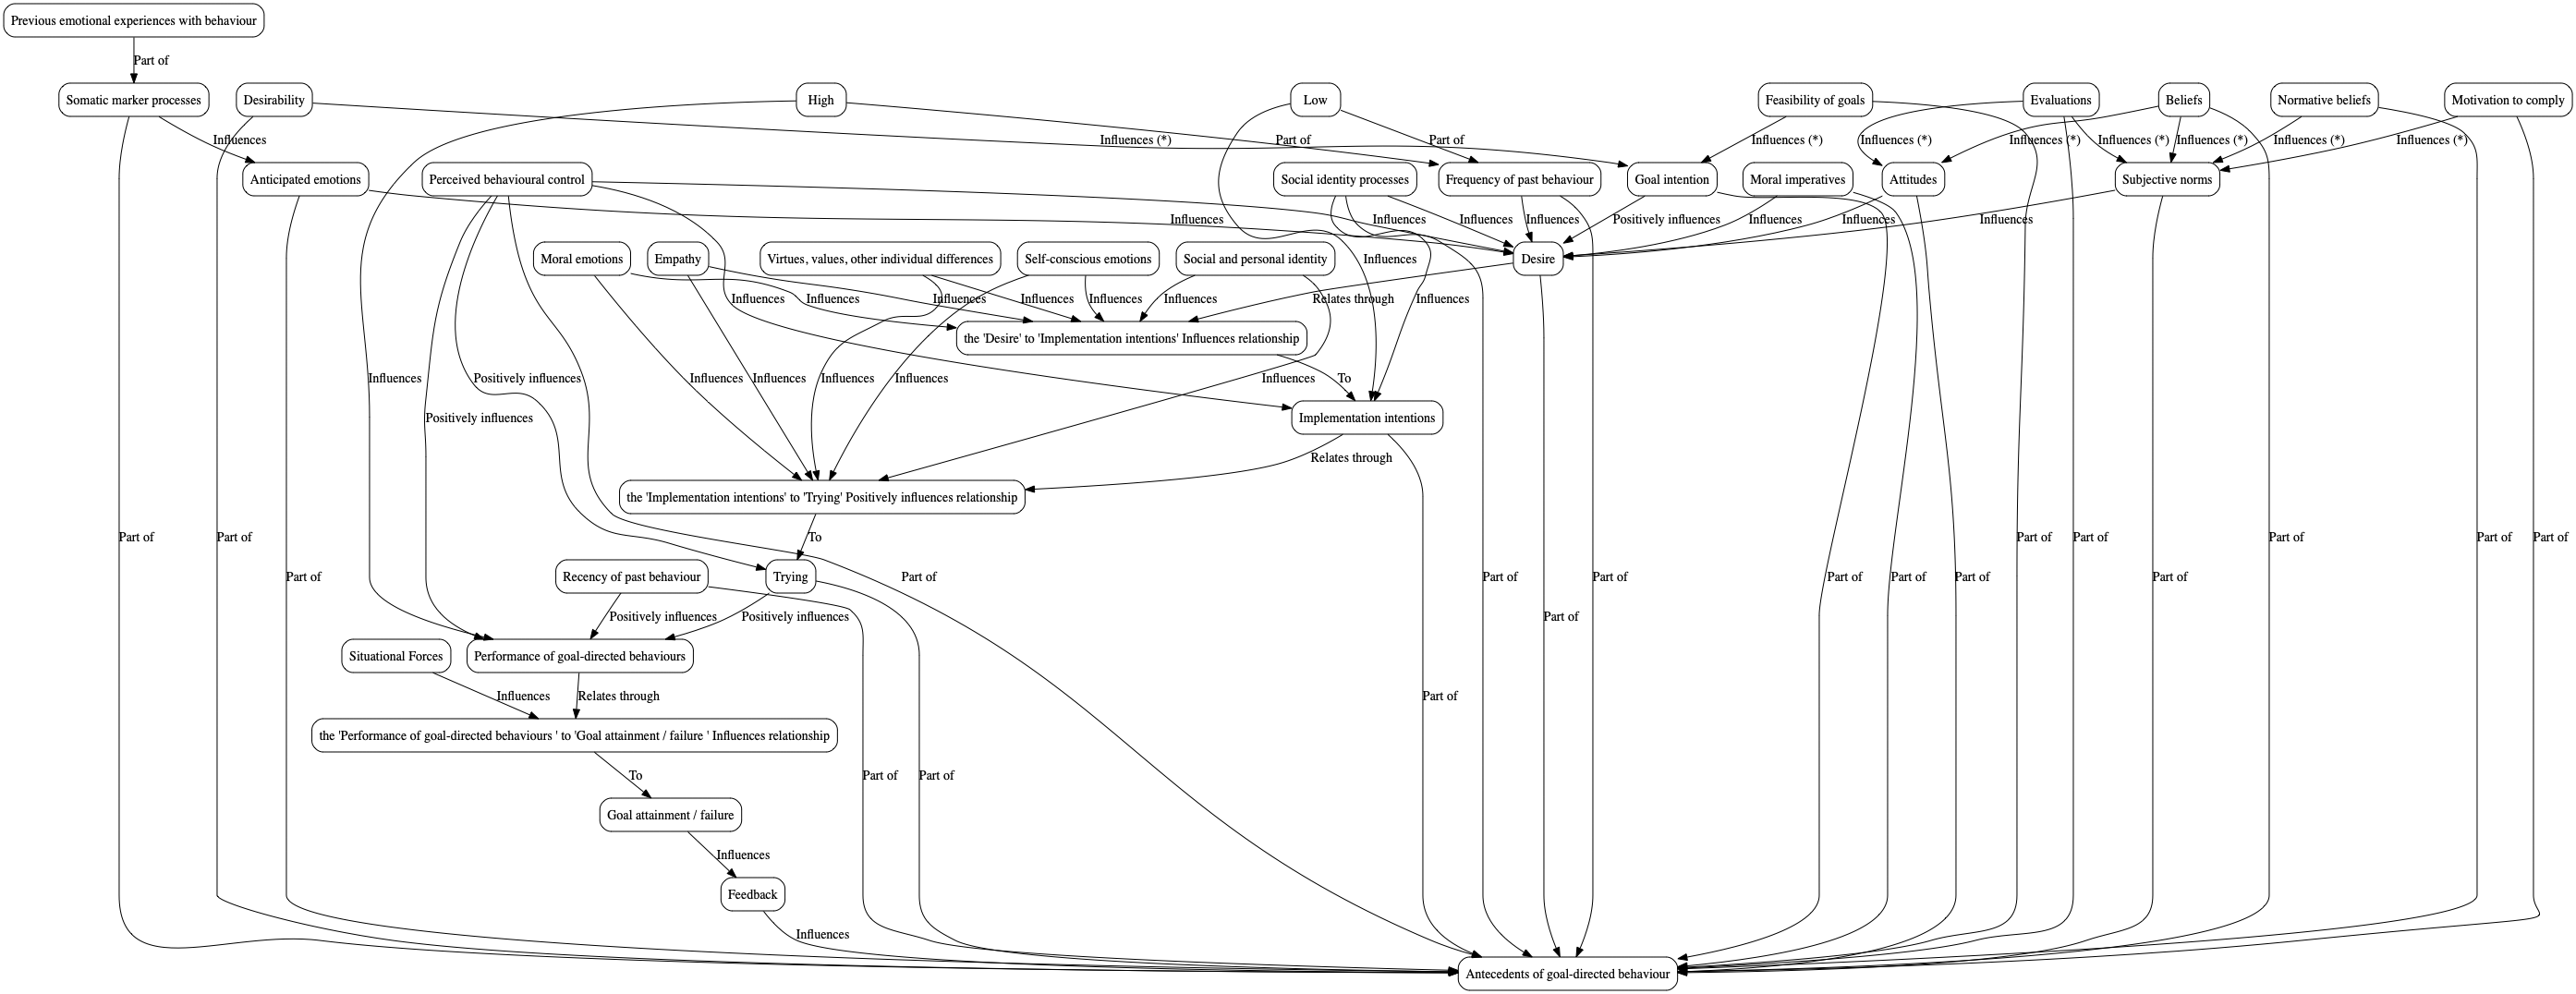 Previous emotional experiences with behaviour
Part of
Somatic marker processes
Desirability
High
Low
Feasibility of goals
Evaluations
Beliefs
Normative beliefs
Motivation to comply
Influences
Influences (*)
Part of
Part of
Influences (*)
Influences (*)
Influences (*)
Influences (*)
Influences (*)
Influences (*)
Influences (*)
Anticipated emotions
Perceived behavioural control
Social identity processes
Frequency of past behaviour
Goal intention
Moral imperatives
Attitudes
Subjective norms
Influences
Influences
Influences
Influences
Positively influences
Influences
Influences
Influences
Moral emotions
Empathy
Virtues, values, other individual differences
Self-conscious emotions
Social and personal identity
Influences
Desire
Influences
Influences
Influences
Influences
Influences
Influences
Relates through
Influences
the 'Desire' to 'Implementation intentions' Influences relationship
Influences
Positively influences
Influences
Influences
Influences
Influences
Influences
To
Positively influences
Implementation intentions
Relates through
the 'Implementation intentions' to 'Trying' Positively influences relationship
Part of
Part of
To
Part of
Part of
Part of
Part of
Part of
Part of
Recency of past behaviour
Trying
Part of
Part of
Part of
Part of
Part of
Part of
Part of
Positively influences
Positively influences
Part of
Situational Forces
Performance of goal-directed behaviours
Influences
Relates through
Part of
the 'Performance of goal-directed behaviours ' to 'Goal attainment / failure ' Influences relationship
To
Part of
Part of
Goal attainment / failure
Influences
Feedback
Influences
Antecedents of goal-directed behaviour